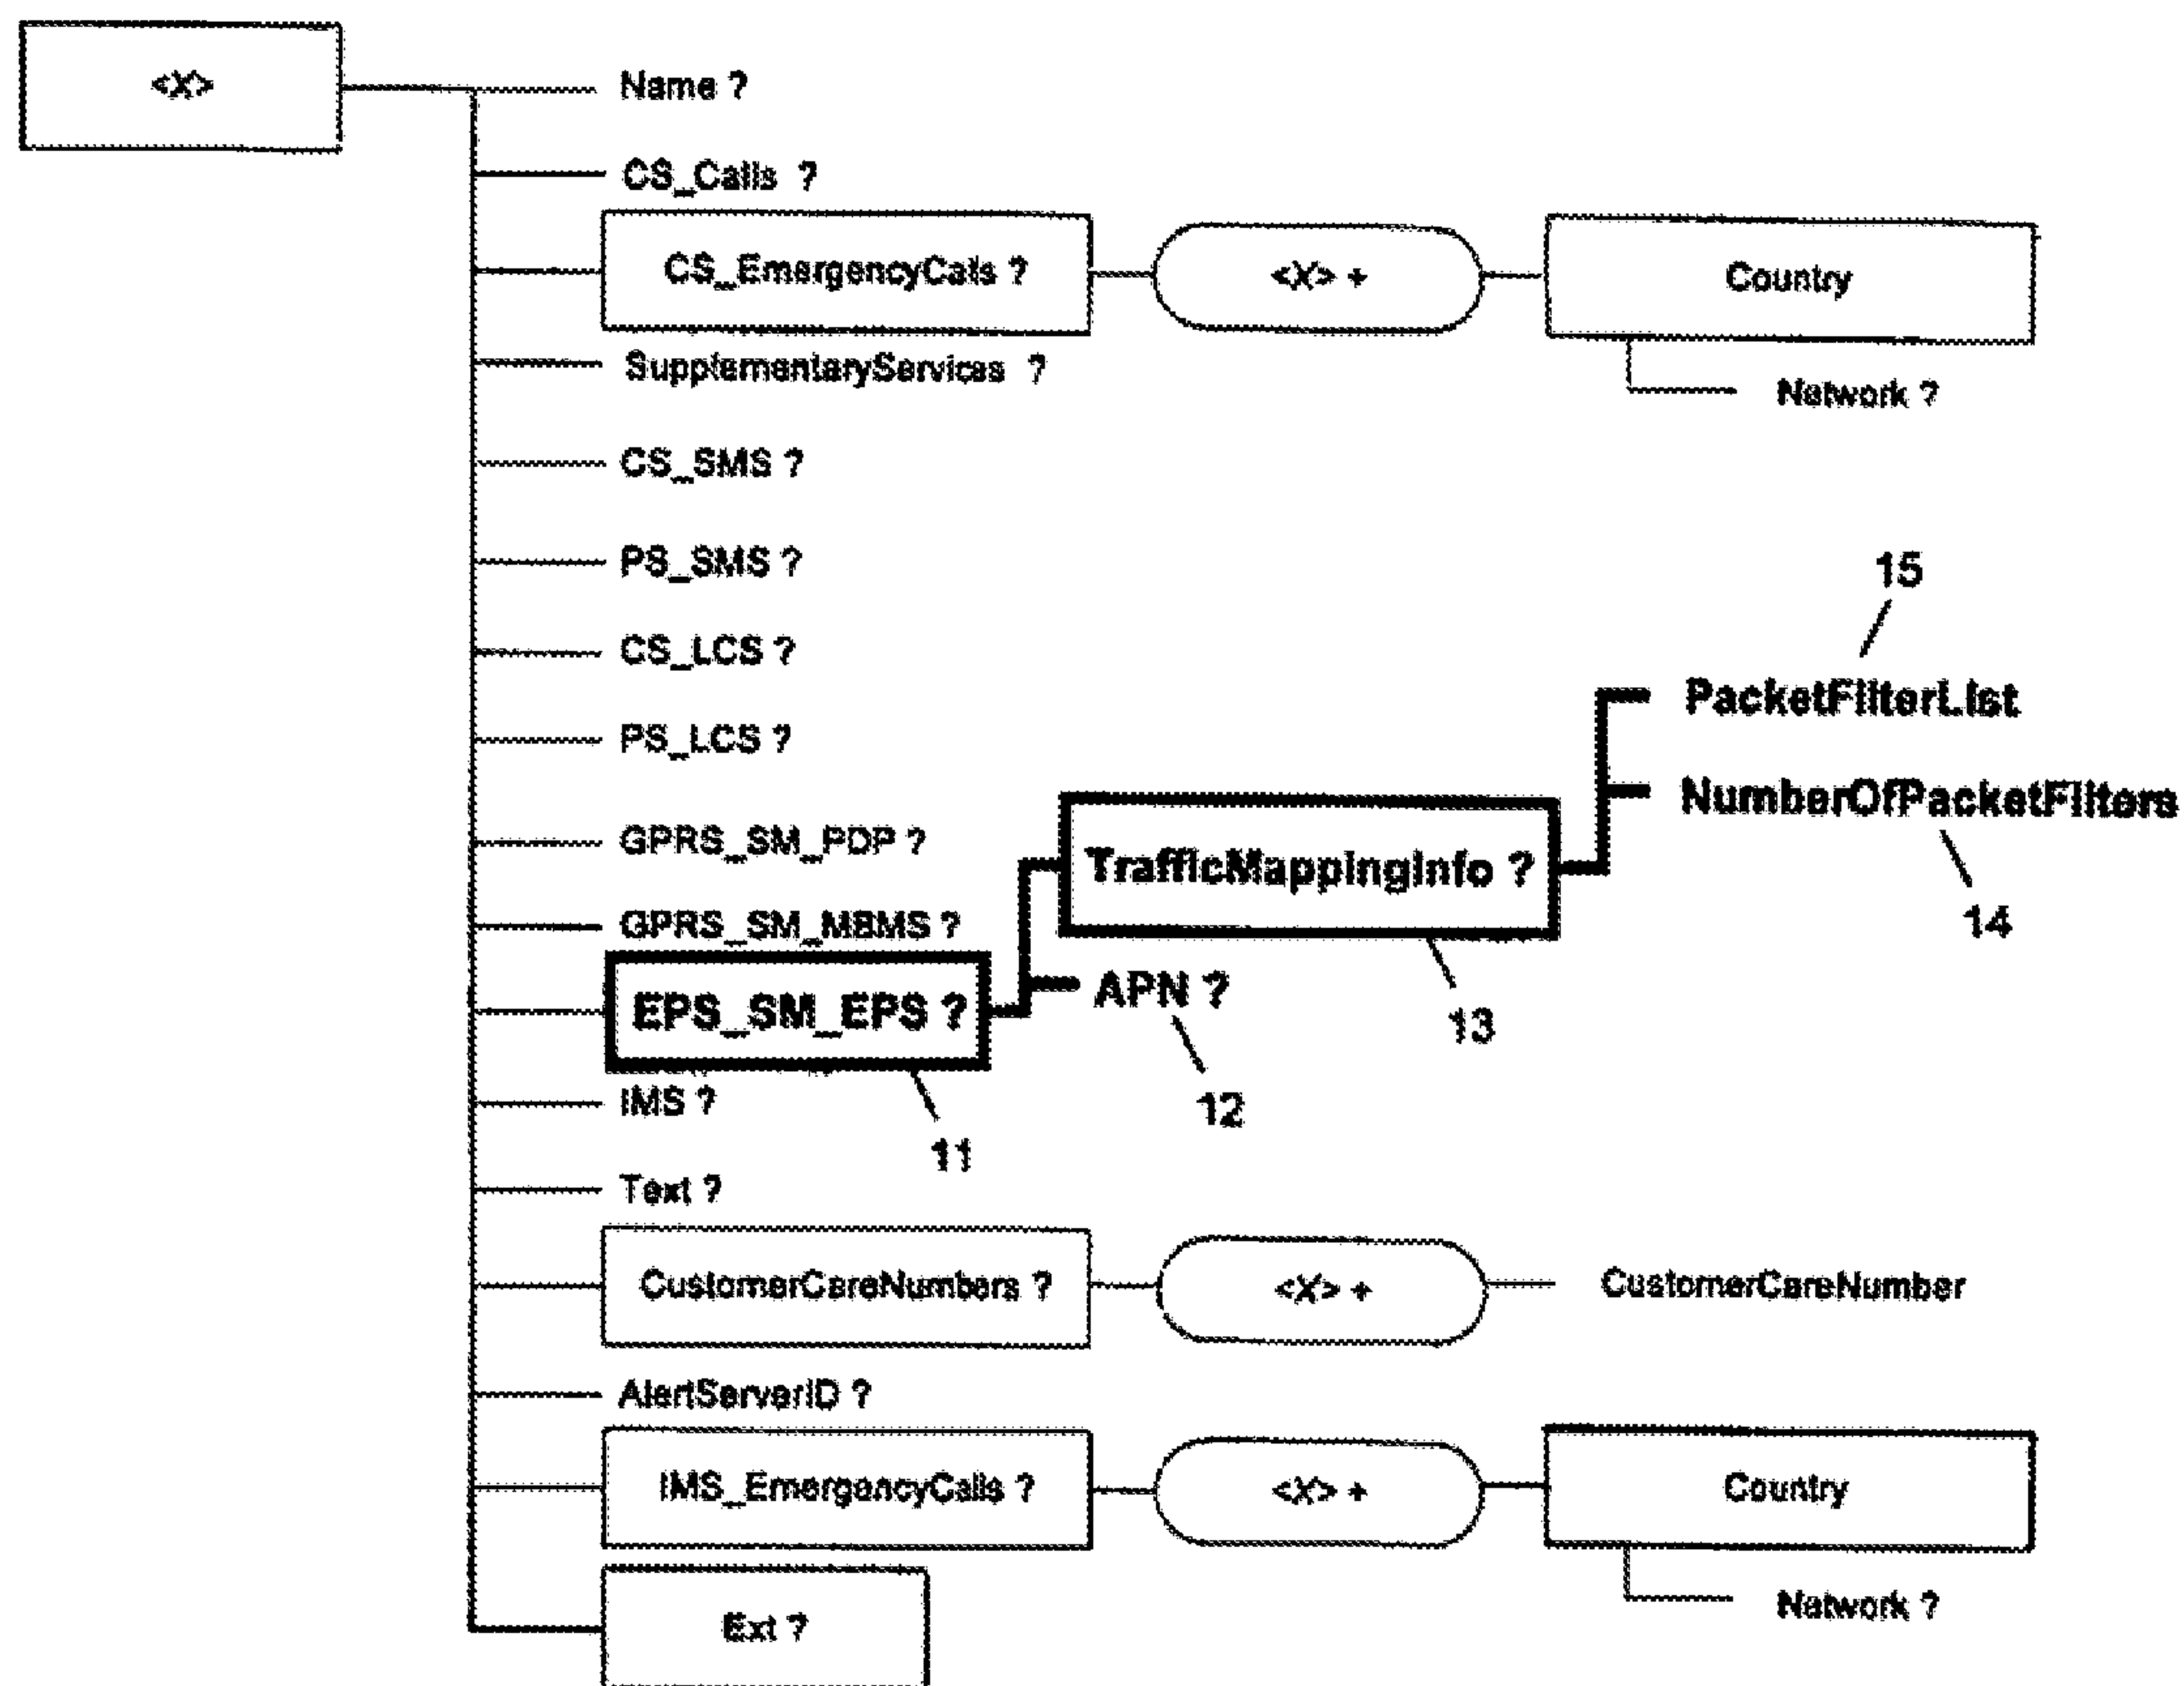 <X>
Name ?
CS_Calls ?
CS_EmergencyCals ?
<X> +
Country
SupplementaryServices ?
Network ?
CS_SMS ?
PS_SMS ?
15
CS_LCS ?
PacketFilterList
PS_LCS ?
NumberOfPacketFilters
GPRS_SM_PDP ?
TrafficMappingInfo ?
14
GPRS_SM_MBMS ?
APN ?
EPS_SM_EPS ?
13
IMS ?
12
11
Text ?
CustomerCareNumbers ?
<X> +
CustomerCareNumber
AlertServerID ?
IMS_EmergencyCalls ?
<X> +
Country
Network ?
Ext ?